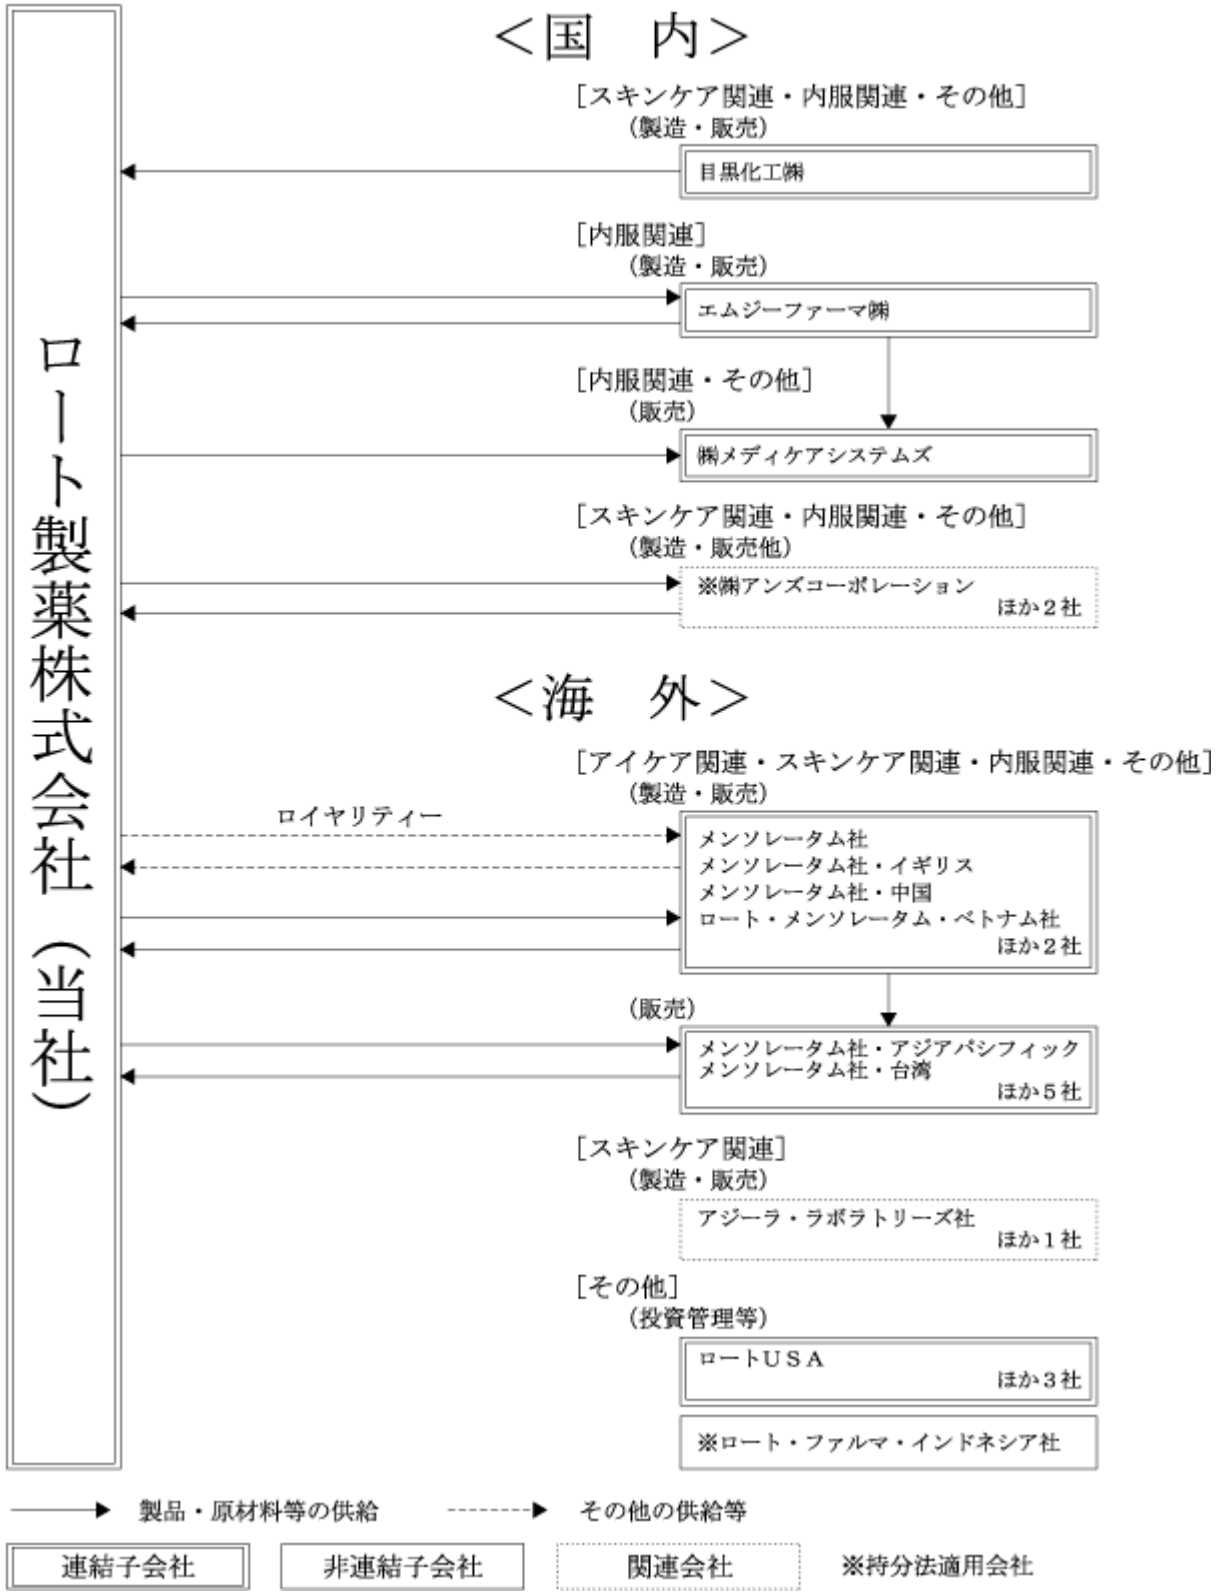 ロート製薬株式会社（当社）
＜国　内＞
［スキンケア関連・内服関連・その他］
（製造・販売）
目黒化工㈱
［内服関連］
（製造・販売）
エムジーファーマ㈱
［内服関連・その他］
（販売）
㈱メディケアシステムズ
［スキンケア関連・内服関連・その他］
（製造・販売他）
※㈱アンズコーポレーション
ほか２社
＜海　外＞
［アイケア関連・スキンケア関連・内服関連・その他］
（製造・販売）
ロイヤリティー
メンソレータム社
メンソレータム社・イギリス
メンソレータム社・中国
ロート・メンソレータム・ベトナム社
ほか２社
（販売）
メンソレータム社・アジアパシフィック
メンソレータム社・台湾
ほか５社
［スキンケア関連］
（製造・販売）
アジーラ・ラボラトリーズ社
ほか１社
［その他］
（投資管理等）
ロートＵＳＡ
ほか３社
※ロート・ファルマ・インドネシア社
製品・原材料等の供給　その他の供給等
連結子会社　非連結子会社　関連会社　※持分法適用会社